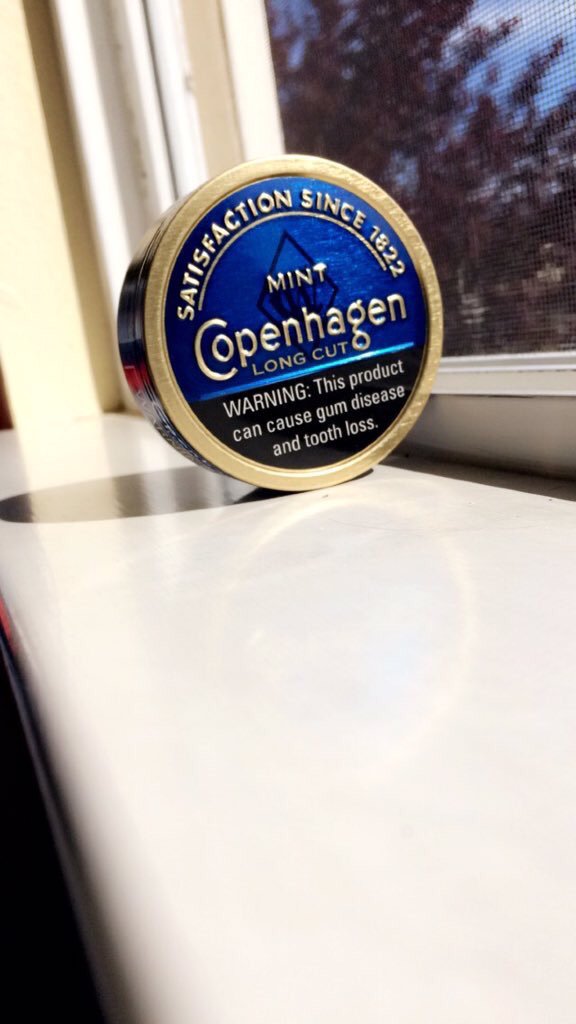 SATISFACTION SINCE 1822
MINT
Copenhagen
LONG CUT
WARNING: This product
can cause gum disease
and tooth loss.